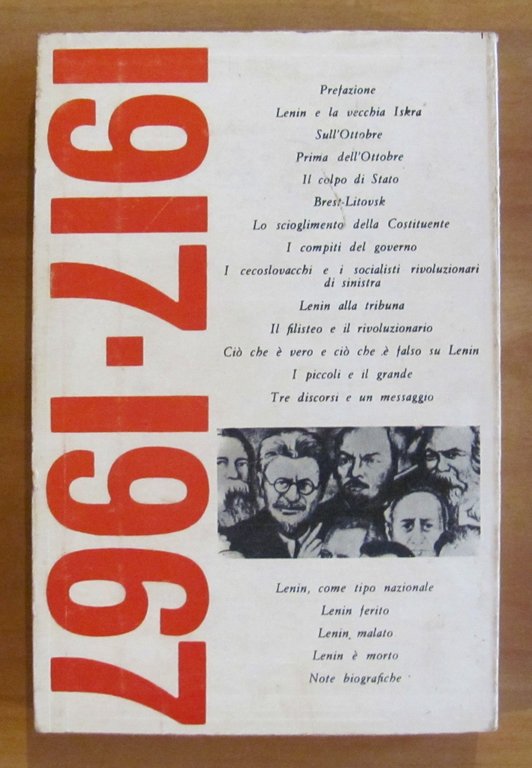 1917·1967
Prefazione
Lenin e la vecchia Iskra
Sull'Ottobre
Prima dell'Ottobre
Il colpo di Stato
Brest-Litovsk
Lo scioglimento della Costituente
I compiti del governo
I cecoslovacchi e i socialisti rivoluzionari
di sinistra
Lenin alla tribuna
Il filisteo e il rivoluzionario
Ciò che è vero e ciò che è falso su Lenin
I piccoli e il grande
Tre discorsi e un messaggio
Lenin, come tipo nazionale
Lenin ferito
Lenin malato
Lenin è morto
Note biografiche